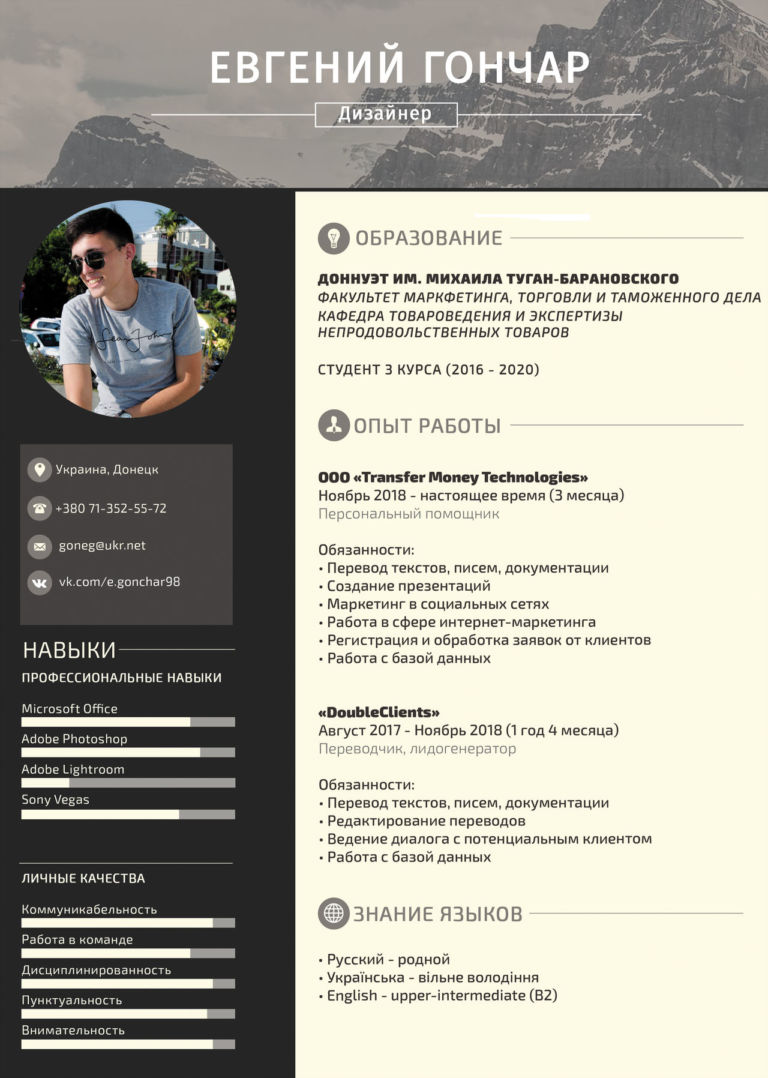 ЕВГЕНИЙ ГОНЧАР
Дизайнер
Украина, Донецк
+380 71-352-55-72
goneg@ukr.net
vk.com/e.gonchar98
НАВЫКИ
ПРОФЕССИОНАЛЬНЫЕ НАВЫКИ
Microsoft Office
Adobe Photoshop
Adobe Lightroom
Sony Vegas
ЛИЧНЫЕ КАЧЕСТВА
Коммуникабельность
Работа в команде
Дисциплинированность
Пунктуальность
Внимательность
ОБРАЗОВАНИЕ
ДОННУЭТ ИМ. МИХАИЛА ТУГАН-БАРАНОВСКОГО
ФАКУЛЬТЕТ МАРКФЕТИНГА, ТОРГОВЛИ И ТАМОЖЕННОГО ДЕЛА
КАФЕДРА ТОВАРОВЕДЕНИЯ И ЭКСПЕРТИЗЫ
НЕПРОДОВОЛЬСТВЕННЫХ ТОВАРОВ
СТУДЕНТ 3 КУРСА (2016 - 2020)
ОПЫТ РАБОТЫ
ООО «Transfer Money Technologies»
Ноябрь 2018 - настоящее время (3 месяца)
Персональный помощник
Обязанности:
• Перевод текстов, писем, документации
• Создание презентаций
• Маркетинг в социальных сетях
• Работа в сфере интернет-маркетинга
• Регистрация и обработка заявок от клиентов
• Работа с базой данных
«DoubleClients»
Август 2017 - Ноябрь 2018 (1 год 4 месяца)
Переводчик, лидогенератор
Обязанности:
• Перевод текстов, писем, документации
• Редактирование переводов
• Ведение диалога с потенциальным клиентом
• Работа с базой данных
ЗНАНИЕ ЯЗЫКОВ
• Русский - родной
• Українська - вільне володіння
• English - upper-intermediate (B2)